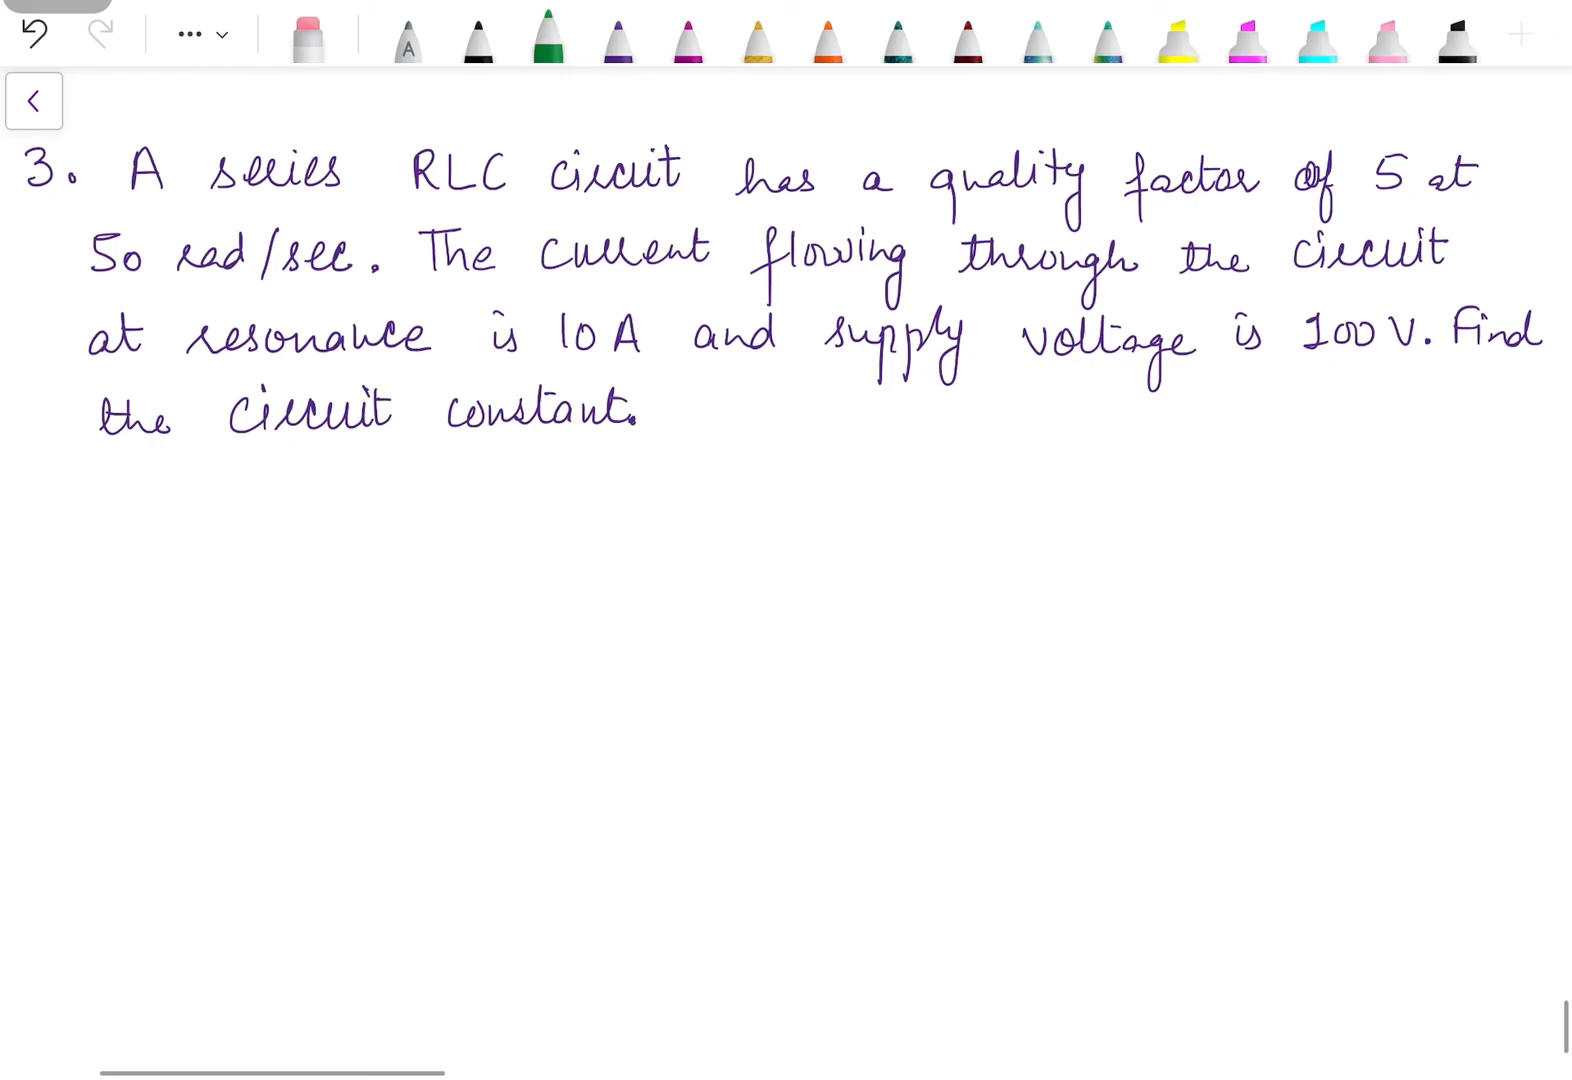 A
3. A series RLC circuit has a quality factor of 5 at
50 rad/sec. The current flowing through the circuit
at resonance is 10 A and supply voltage is 100 V. Find
the circuit constant.